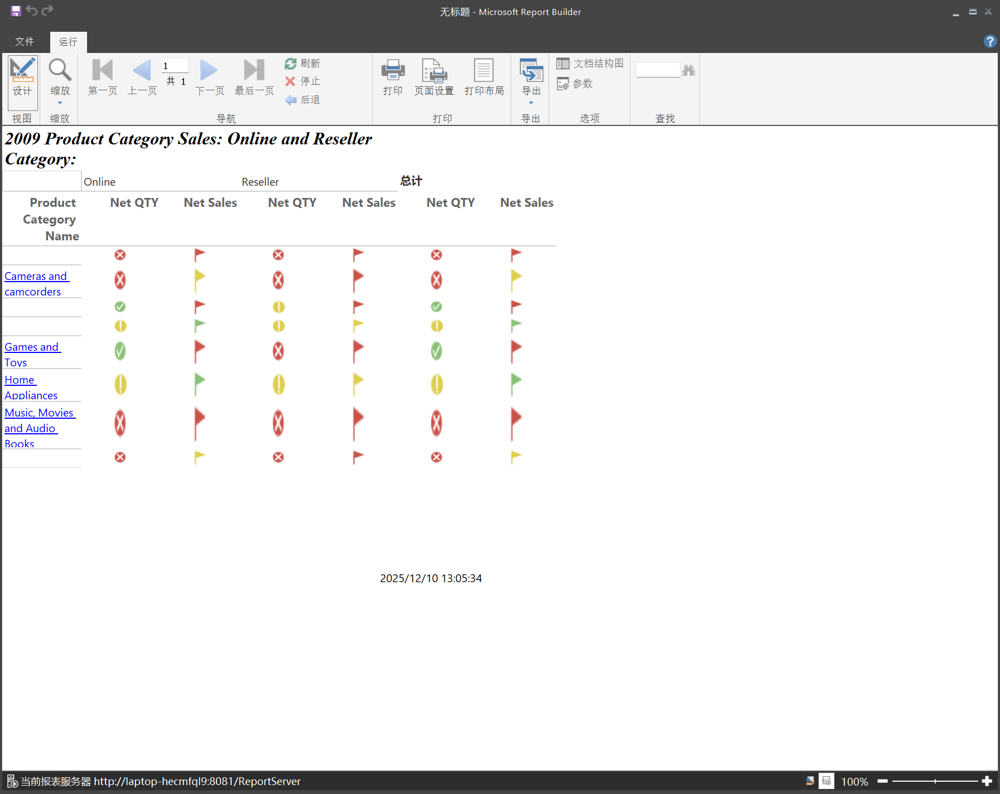 无标题 - Microsoft Report Builder
文件 运行
设计 缩放 第一页 上一页 1 共 1 下一页 最后一页 刷新 停止 后退 打印 页面设置 打印布局 导出 文档结构图 参数
视图 缩放 导航 打印 导出 选项 查找
2009 Product Category Sales: Online and Reseller
Category:
Online Reseller 总计
Product Category Name Net QTY Net Sales Net QTY Net Sales Net QTY Net Sales
Cameras and
camcorders
Games and
Toys
Home
Appliances
Music, Movies
and Audio
Books
2025/12/10 13:05:34
当前报表服务器 http://laptop-hecmfql9:8081/ReportServer 100%